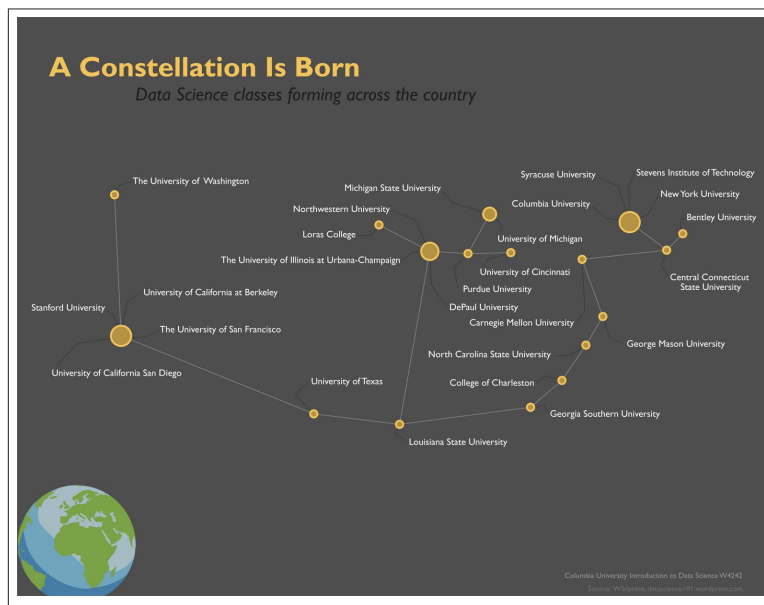 A Constellation Is Born
Data Science classes forming across the country
Syracuse University
Stevens Institute of Technology
The University of Washington
Michigan State University
New York University
Northwestern University
Columbia University
Bentley University
Loras College
University of Michigan
The University of Illinois at Urbana-Champaign
University of Cincinnati
Central Connecticut
State University
Purdue University
University of California at Berkeley
Stanford University
DePaul University
Carnegie Mellon University
The University of San Francisco
George Mason University
North Carolina State University
University of California San Diego
University of Texas
College of Charleston
Georgia Southern University
Louisiana State University
Columbia University Introduction to Data Science W4242
Source: Wikipidea, datascience101.wordpress.com